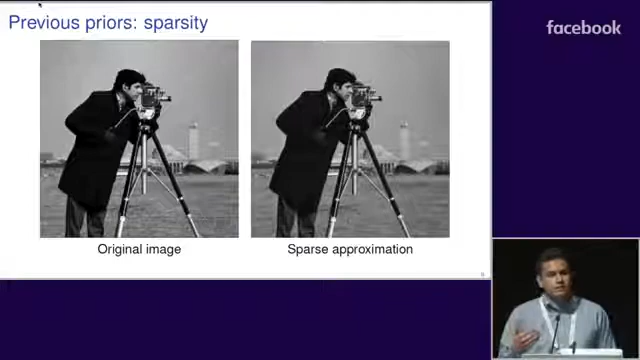 Previous priors: sparsity
facebook
Original image
Sparse approximation